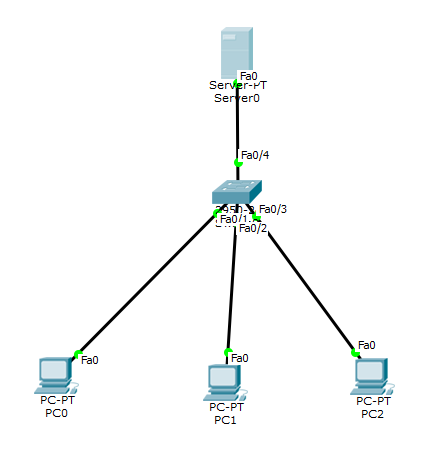 Fa0
Server-PT
Server0
Fa0/4
Fa0/3
Fa0/1
Fa0/2
Fa0
Fa0
Fa0
PC-PT
PC0
PC-PT
PC1
PC-PT
PC2